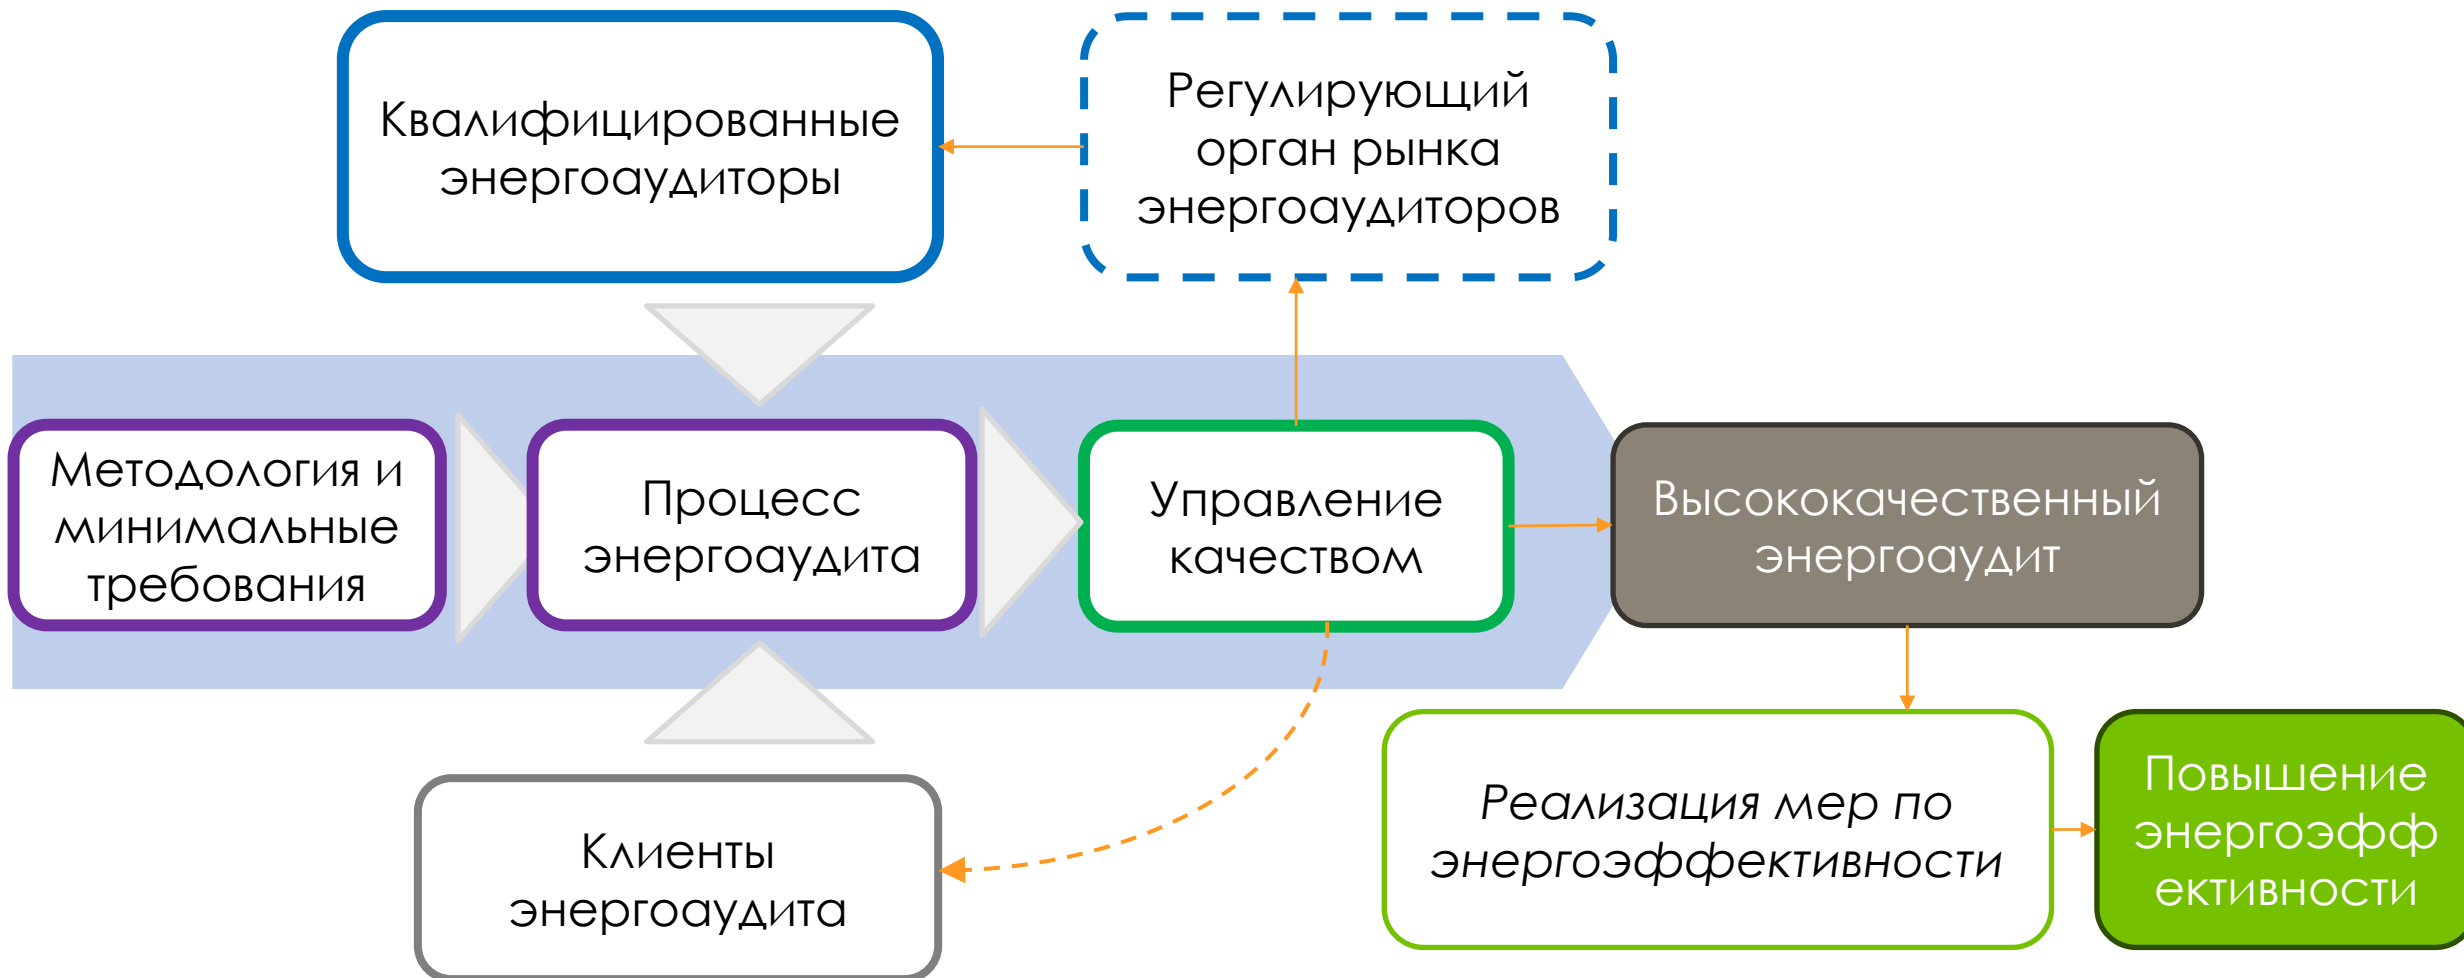 Квалифицированные
энергоаудиторы
Регулирующий
орган рынка
энергоаудиторов
Методология и
минимальные
требования
Процесс
энергоаудита
Управление
качеством
Высококачественный
энергоаудит
Клиенты
энергоаудита
Реализация мер по
энергоэффективности
Повышение
энергоэфф
ективности